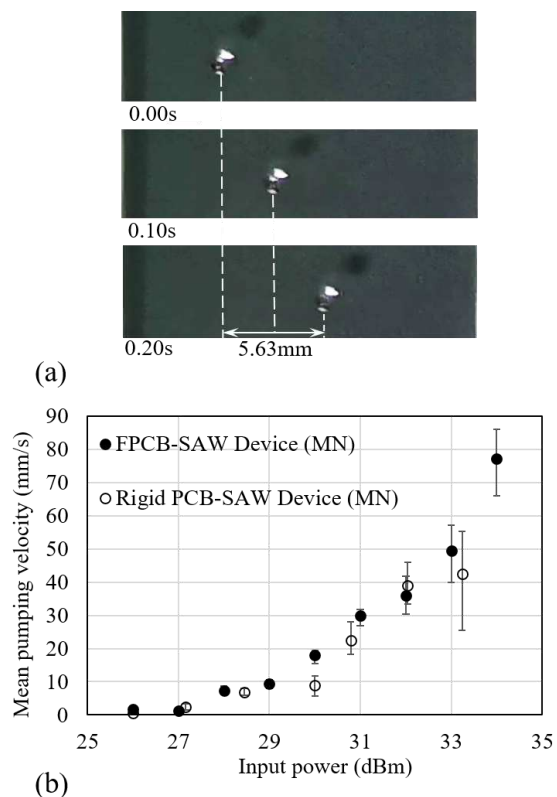 0.00s
0.10s
0.20s
5.63mm
(a)
90
80
70
60
50
40
30
20
10
0
Mean pumping velocity (mm/s)
FPCB-SAW Device (MN)
Rigid PCB-SAW Device (MN)
25 27 29 31 33 35
Input power (dBm)
(b)